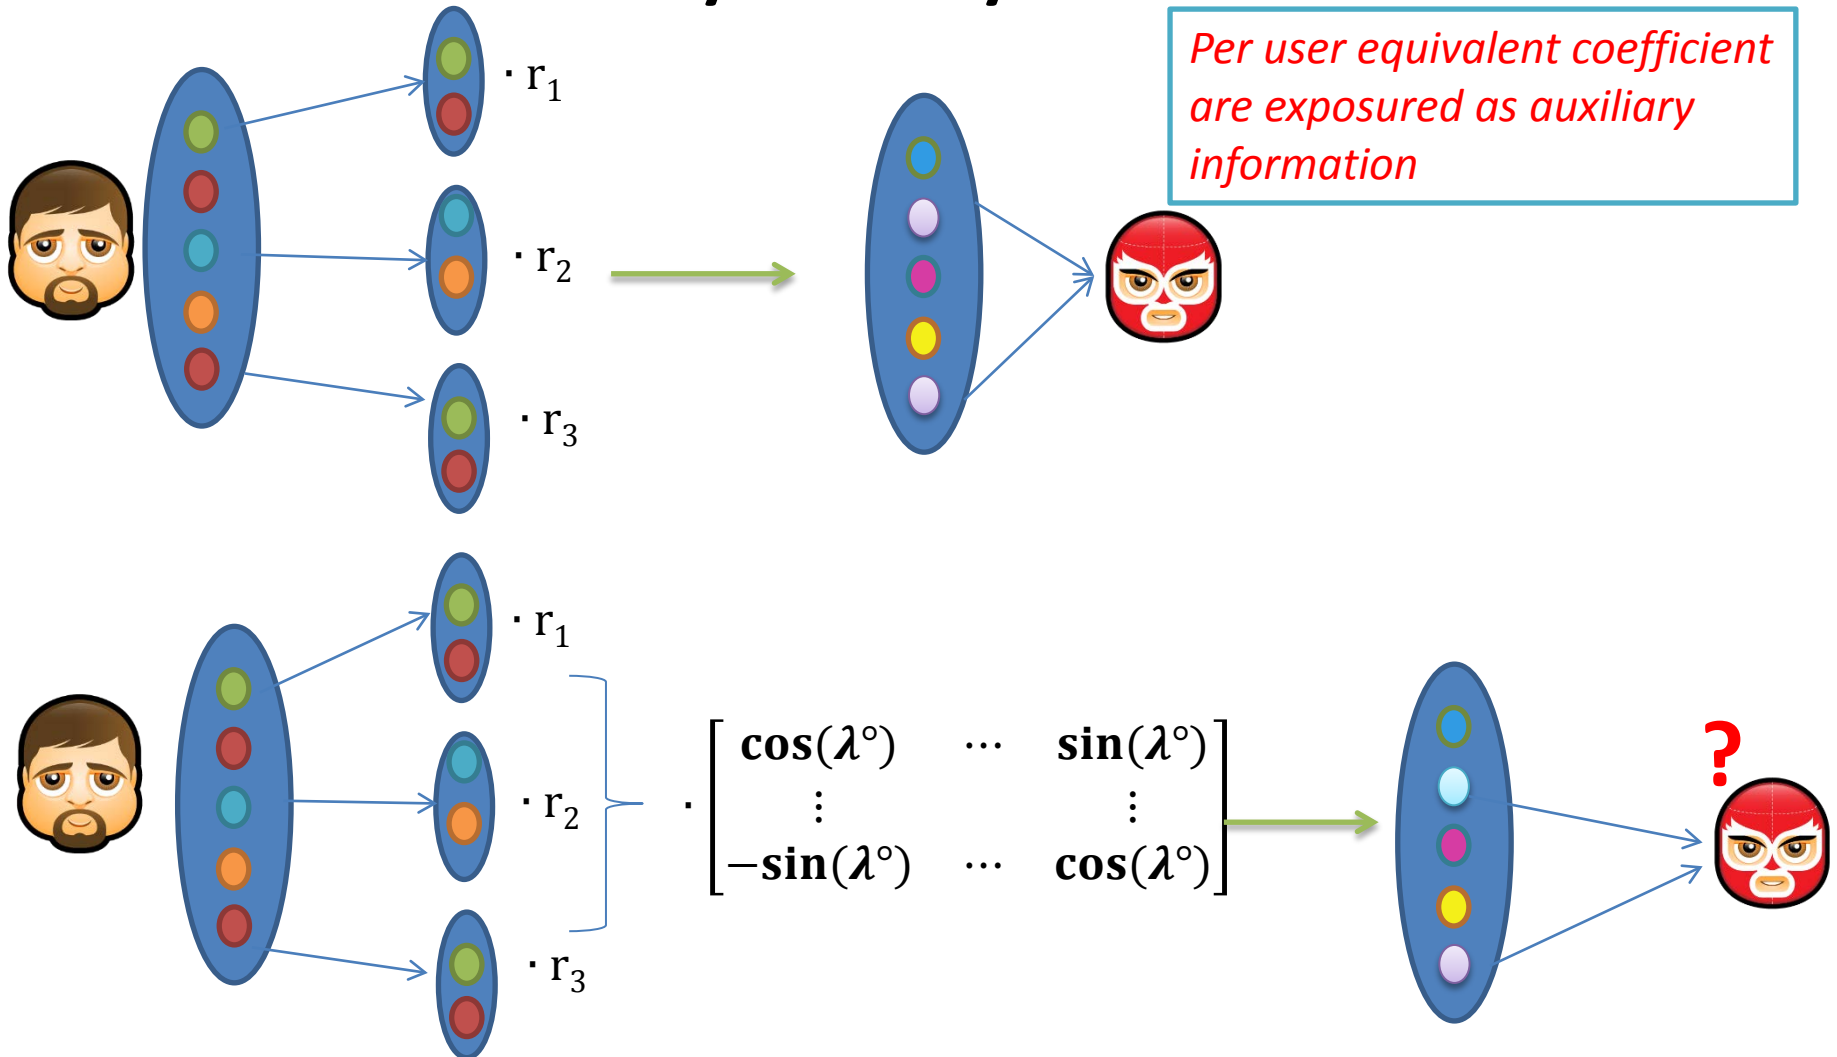 Per user equivalent coefficient
are exposured as auxiliary
information
· r₁
· r₂
· r₃
· r₁
· r₂
· r₃
· [cos(λ°) ⋯ sin(λ°)
⋮ ⋮
−sin(λ°) ⋯ cos(λ°)]
?